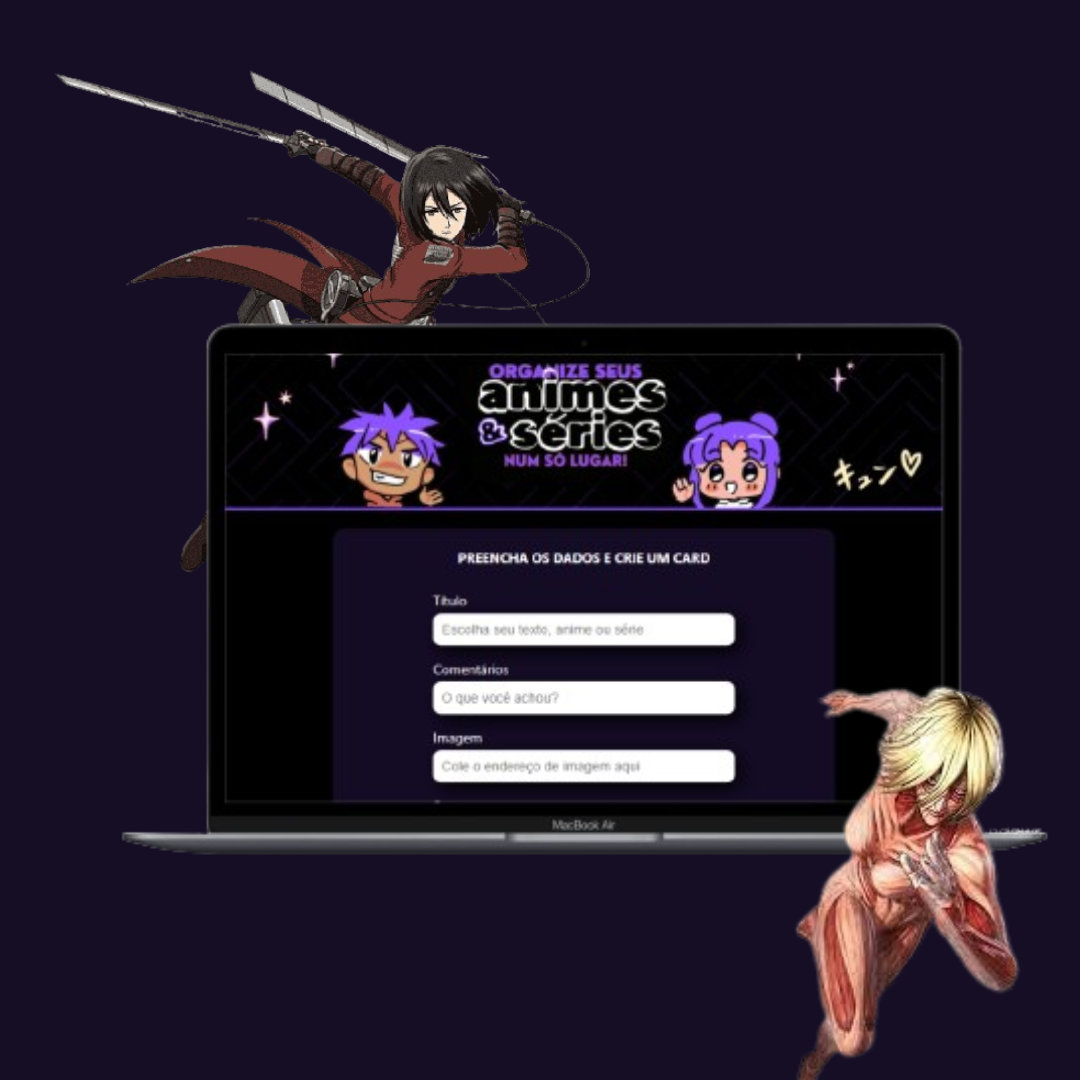 ORGANIZE SEUS
animes
& séries
NUM SÓ LUGAR!
キュン♡
PREENCHA OS DADOS E CRIE UM CARD
Título
Escolha seu texto, anime ou série
Comentários
O que você achou?
Imagem
Cole o endereço de imagem aqui
MacBook Air